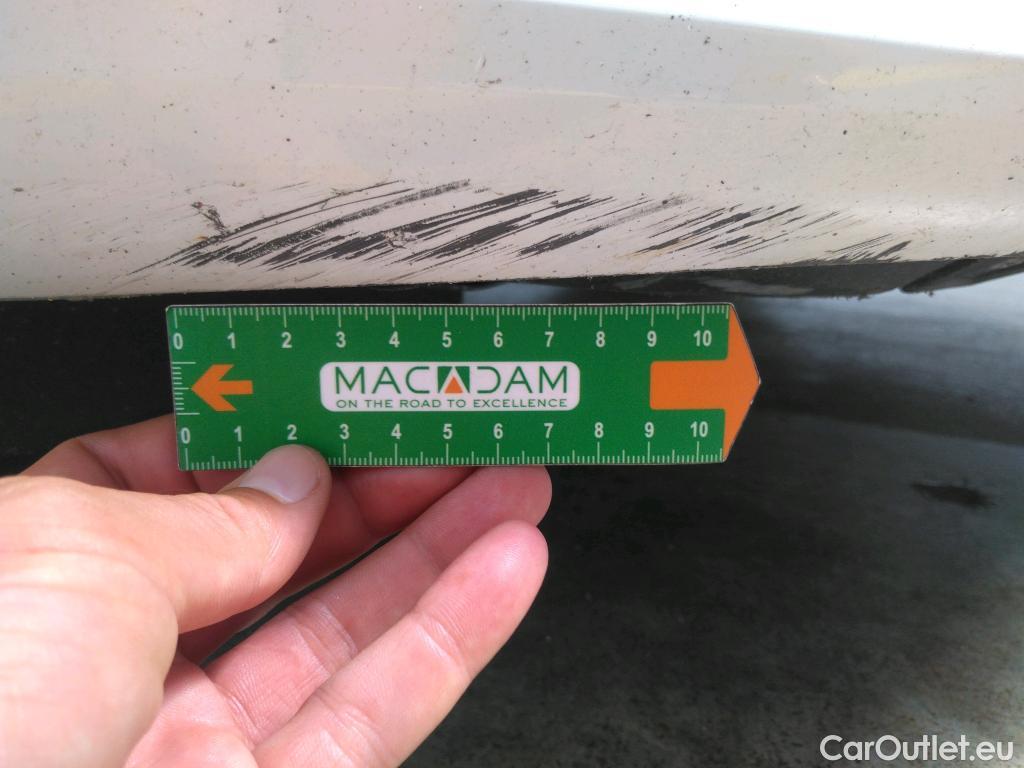 0 1 2 3 4 5 6 7 8 9 10
MACADAM
ON THE ROAD TO EXCELLENCE
0 1 2 3 4 5 6 7 8 9 10
CarOutlet.eu